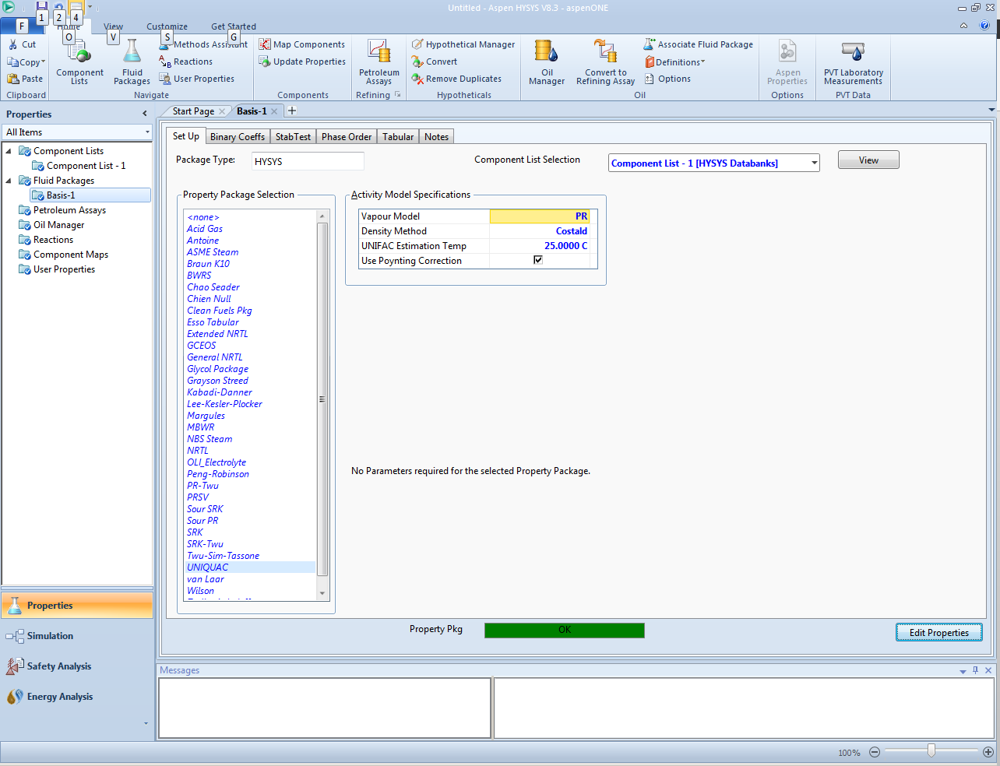 Untitled - Aspen HYSYS V8.3 - aspenONE
1 2 4
F
View Customize Get Started
O V S G
Cut
Copy
Paste
Clipboard
Component Lists
Fluid Packages
Methods Assistant
Reactions
User Properties
Navigate
Map Components
Update Properties
Components
Petroleum Assays
Refining
Hypothetical Manager
Convert
Remove Duplicates
Hypotheticals
Oil Manager
Convert to Refining Assay
Associate Fluid Package
Definitions
Options
Oil
Aspen Properties
Options
PVT Laboratory Measurements
PVT Data
Properties
All Items
Component Lists
Component List - 1
Fluid Packages
Basis-1
Petroleum Assays
Oil Manager
Reactions
Component Maps
User Properties
Properties
Simulation
Safety Analysis
Energy Analysis
Start Page Basis-1
Set Up Binary Coeffs StabTest Phase Order Tabular Notes
Package Type: HYSYS Component List Selection Component List - 1 [HYSYS Databanks] View
Property Package Selection
<none>
Acid Gas
Antoine
ASME Steam
Braun K10
BWRS
Chao Seader
Chien Null
Clean Fuels Pkg
Esso Tabular
Extended NRTL
GCEOS
General NRTL
Glycol Package
Grayson Streed
Kabadi-Danner
Lee-Kesler-Plocker
Margules
MBWR
NBS Steam
NRTL
OLI_Electrolyte
Peng-Robinson
PR-Twu
PRSV
Sour SRK
Sour PR
SRK
SRK-Twu
Twu-Sim-Tassone
UNIQUAC
van Laar
Wilson
Activity Model Specifications
Vapour Model PR
Density Method Costald
UNIFAC Estimation Temp 25.0000 C
Use Poynting Correction
No Parameters required for the selected Property Package.
Property Pkg OK Edit Properties
Messages
100%